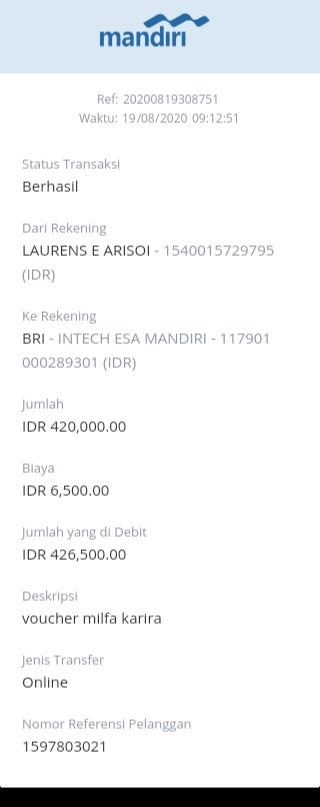 mandiri
Ref: 20200819308751
Waktu: 19/08/2020 09:12:51
Status Transaksi
Berhasil
Dari Rekening
LAURENS E ARISOI - 1540015729795
(IDR)
Ke Rekening
BRI - INTECH ESA MANDIRI - 117901
000289301 (IDR)
Jumlah
IDR 420,000.00
Biaya
IDR 6,500.00
Jumlah yang di Debit
IDR 426,500.00
Deskripsi
voucher milfa karira
Jenis Transfer
Online
Nomor Referensi Pelanggan
1597803021